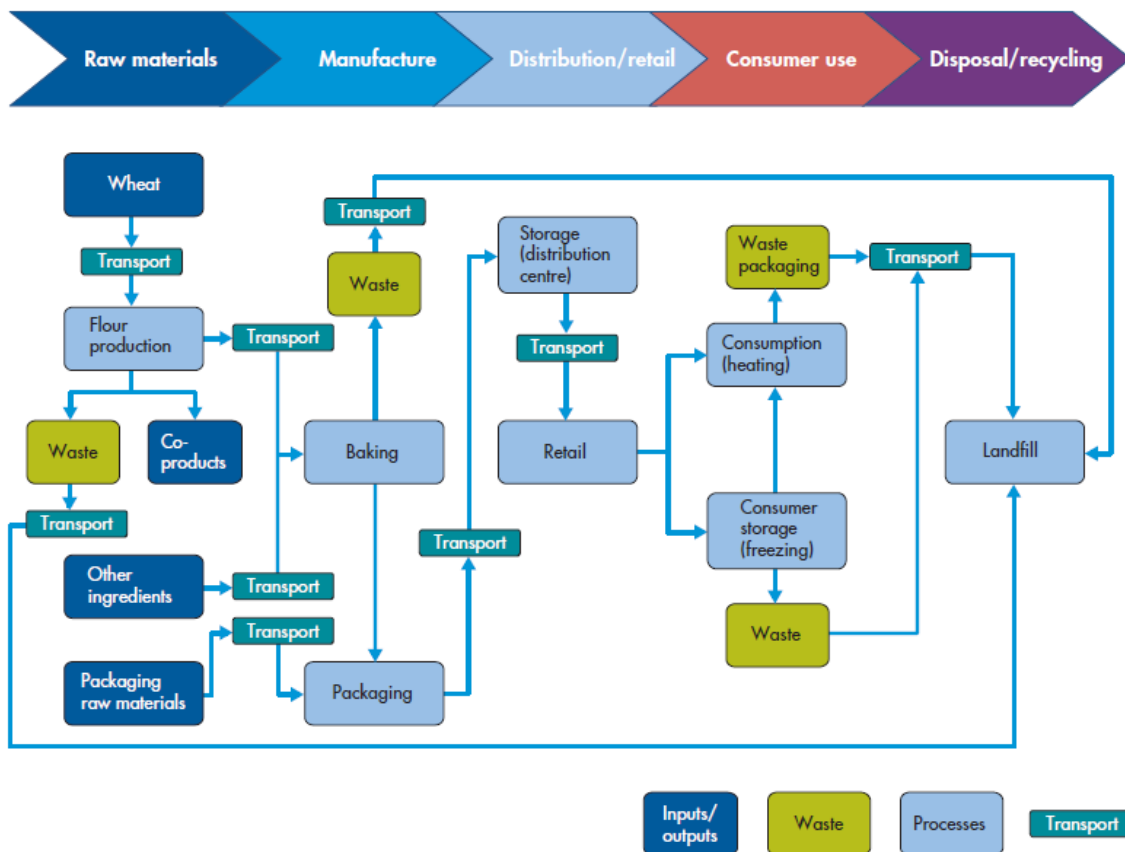 Raw materials
Manufacture
Distribution/retail
Consumer use
Disposal/recycling
Wheat
Transport
Flour
production
Transport
Waste
Co-
products
Transport
Other
ingredients
Transport
Transport
Packaging
raw materials
Transport
Waste
Baking
Packaging
Transport
Storage
(distribution
centre)
Transport
Retail
Waste
packaging
Consumption
(heating)
Consumer
storage
(freezing)
Waste
Transport
Landfill
Inputs/
outputs
Waste
Processes
Transport